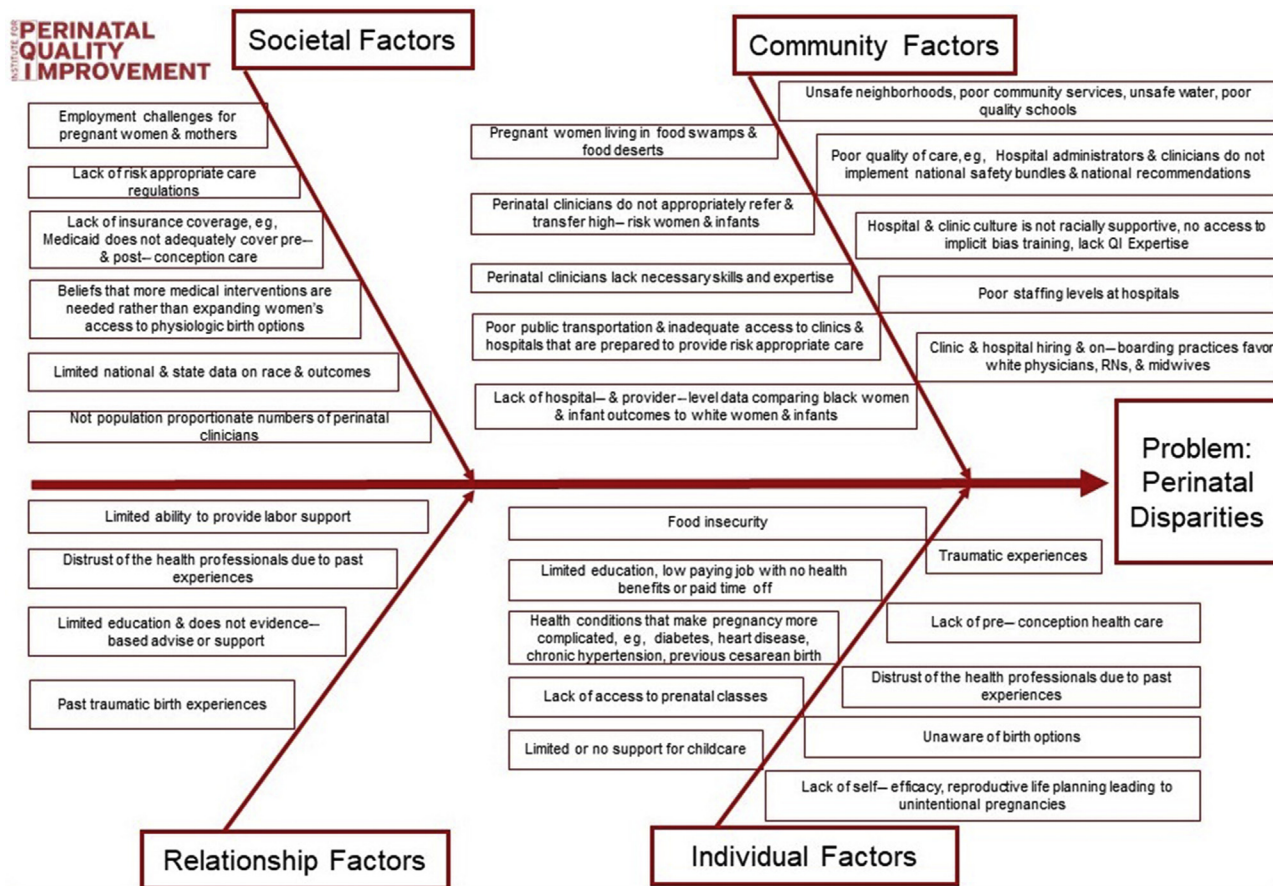 INSTITUTE FOR
PERINATAL
QUALITY
IMPROVEMENT
Societal Factors
Employment challenges for
pregnant women & mothers
Lack of risk appropriate care
regulations
Lack of insurance coverage, e.g,
Medicaid does not adequately cover pre--
& post-- conception care
Beliefs that more medical interventions are
needed rather than expanding women's
access to physiologic birth options
Limited national & state data on race & outcomes
Not population proportionate numbers of perinatal
clinicians
Community Factors
Pregnant women living in food swamps &
food deserts
Perinatal clinicians do not appropriately refer &
transfer high-- risk women & infants
Perinatal clinicians lack necessary skills and expertise
Poor public transportation & inadequate access to clinics &
hospitals that are prepared to provide risk appropriate care
Lack of hospital-- & provider-- level data comparing black women
& infant outcomes to white women & infants
Unsafe neighborhoods, poor community services, unsafe water, poor
quality schools
Poor quality of care, e.g, Hospital administrators & clinicians do not
implement national safety bundles & national recommendations
Hospital & clinic culture is not racially supportive, no access to
implicit bias training, lack QI Expertise
Poor staffing levels at hospitals
Clinic & hospital hiring & on-- boarding practices favor
white physicians, RNs, & midwives
Problem:
Perinatal
Disparities
Limited ability to provide labor support
Distrust of the health professionals due to past
experiences
Limited education & does not evidence--
based advise or support
Past traumatic birth experiences
Relationship Factors
Food insecurity
Limited education, low paying job with no health
benefits or paid time off
Health conditions that make pregnancy more
complicated, e.g, diabetes, heart disease,
chronic hypertension, previous cesarean birth
Lack of access to prenatal classes
Limited or no support for childcare
Traumatic experiences
Lack of pre-- conception health care
Distrust of the health professionals due to past
experiences
Unaware of birth options
Lack of self-- efficacy, reproductive life planning leading to
unintentional pregnancies
Individual Factors